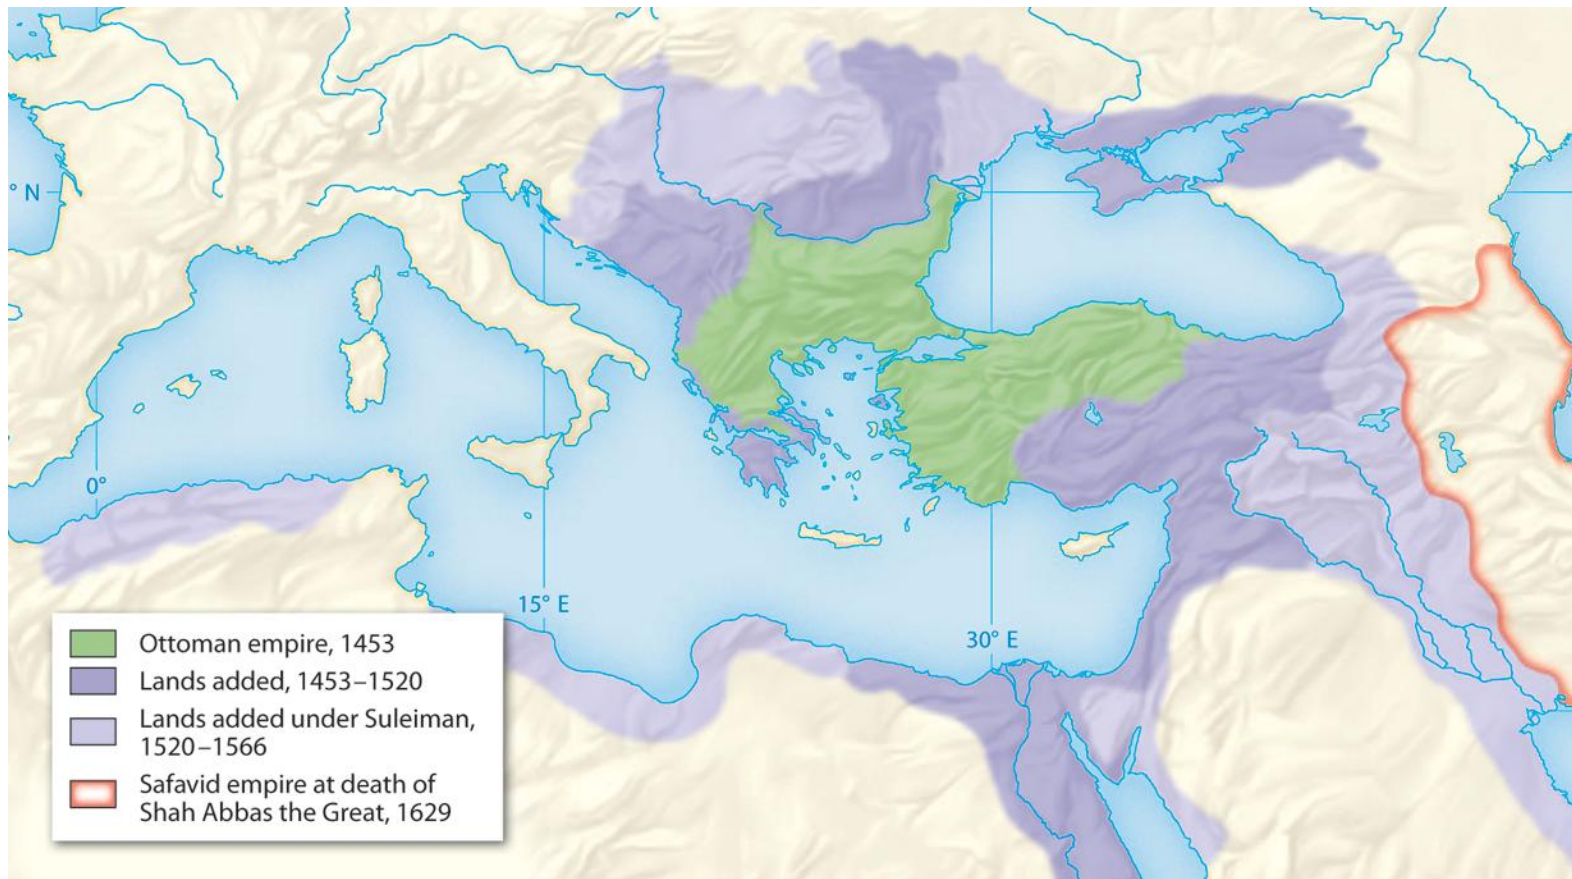 ° N
0°
15° E
30° E
Ottoman empire, 1453
Lands added, 1453–1520
Lands added under Suleiman,
1520–1566
Safavid empire at death of
Shah Abbas the Great, 1629